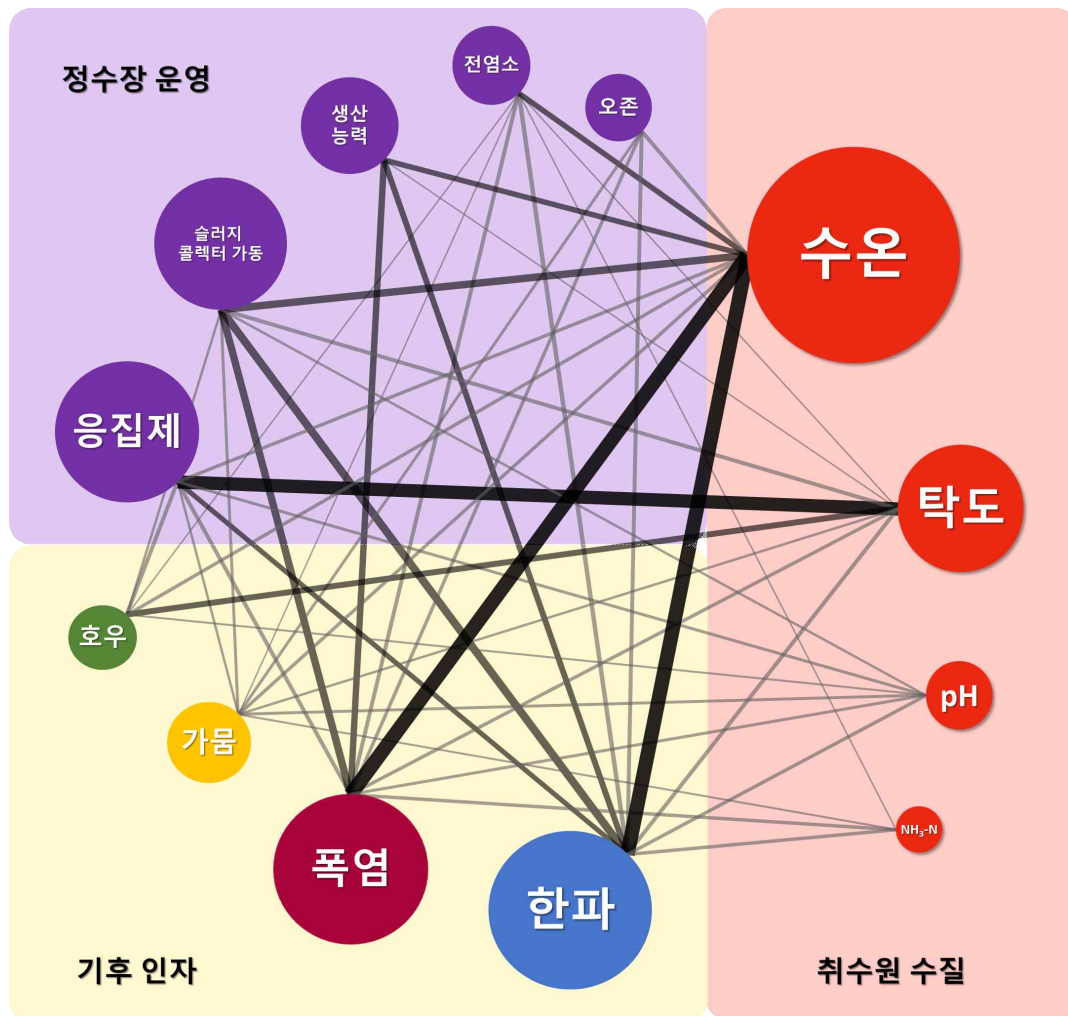 정수장 운영
전염소
오존
생산
능력
슬러지
콜렉터 가동
수온
응집제
탁도
호우
가뭄
pH
폭염
NH₃-N
한파
기후 인자
취수원 수질